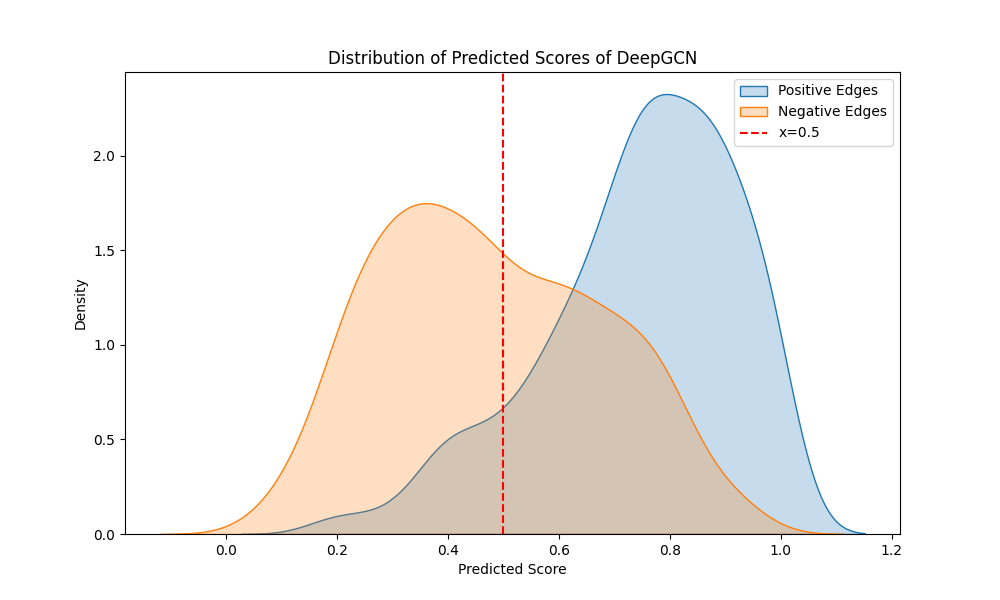 Distribution of Predicted Scores of DeepGCN
Positive Edges
Negative Edges
x=0.5
Density
2.0
1.5
1.0
0.5
0.0
0.0 0.2 0.4 0.6 0.8 1.0 1.2
Predicted Score